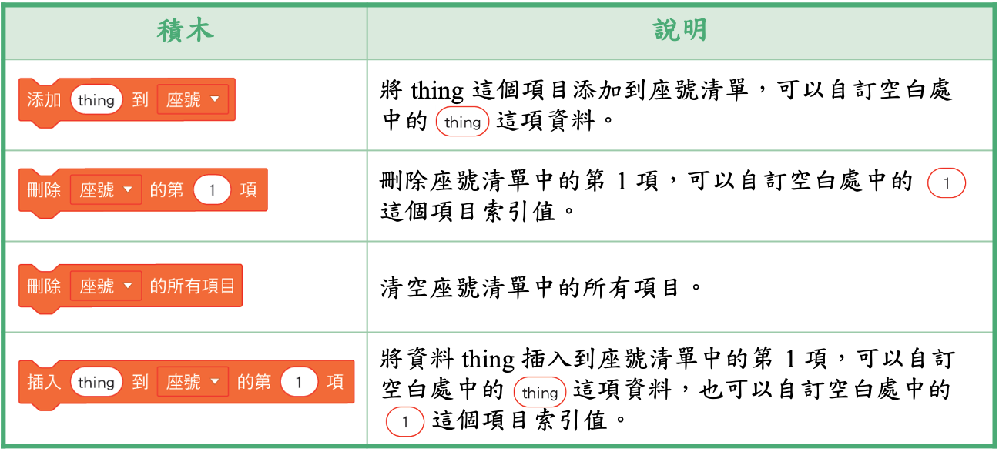 積木
說明
添加 thing 到 座號
將 thing 這個項目添加到座號清單，可以自訂空白處
中的 thing 這項資料。
刪除 座號 的第 1 項
刪除座號清單中的第 1 項，可以自訂空白處中的 1
這個項目索引值。
刪除 座號 的所有項目
清空座號清單中的所有項目。
插入 thing 到 座號 的第 1 項
將資料 thing 插入到座號清單中的第 1 項，可以自訂
空白處中的 thing 這項資料，也可以自訂空白處中的
1 這個項目索引值。